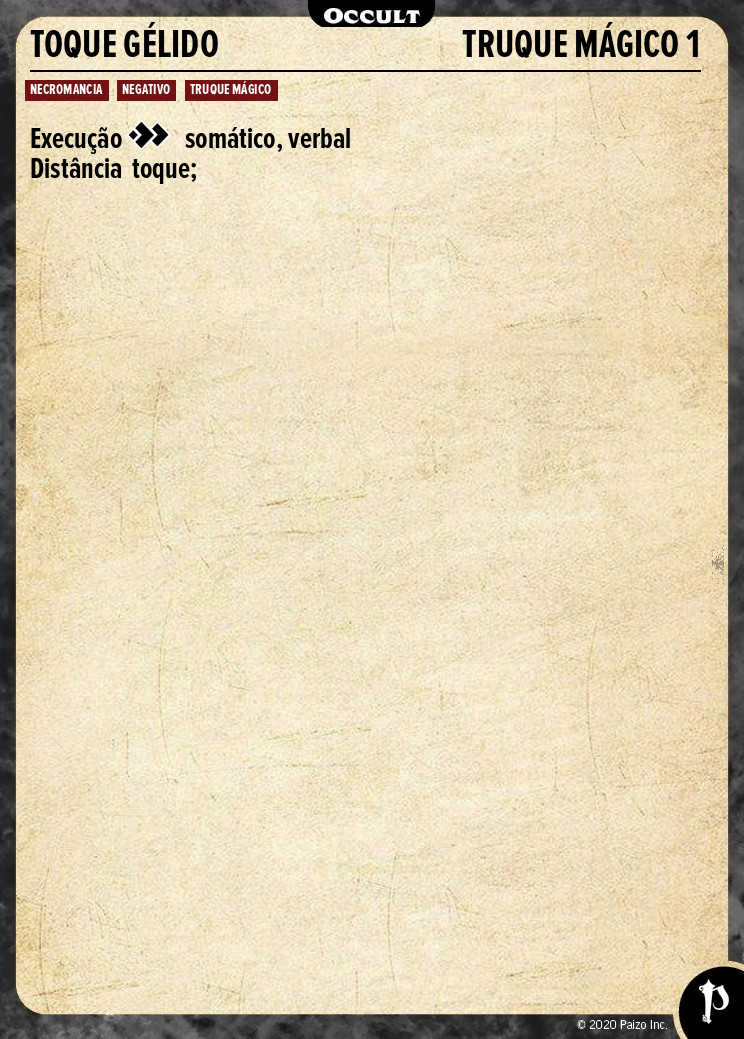 OCCULT
TOQUE GÉLIDO TRUQUE MÁGICO 1
NECROMANCIA NEGATIVO TRUQUE MÁGICO
Execução somático, verbal
Distância toque;
© 2020 Paizo Inc.